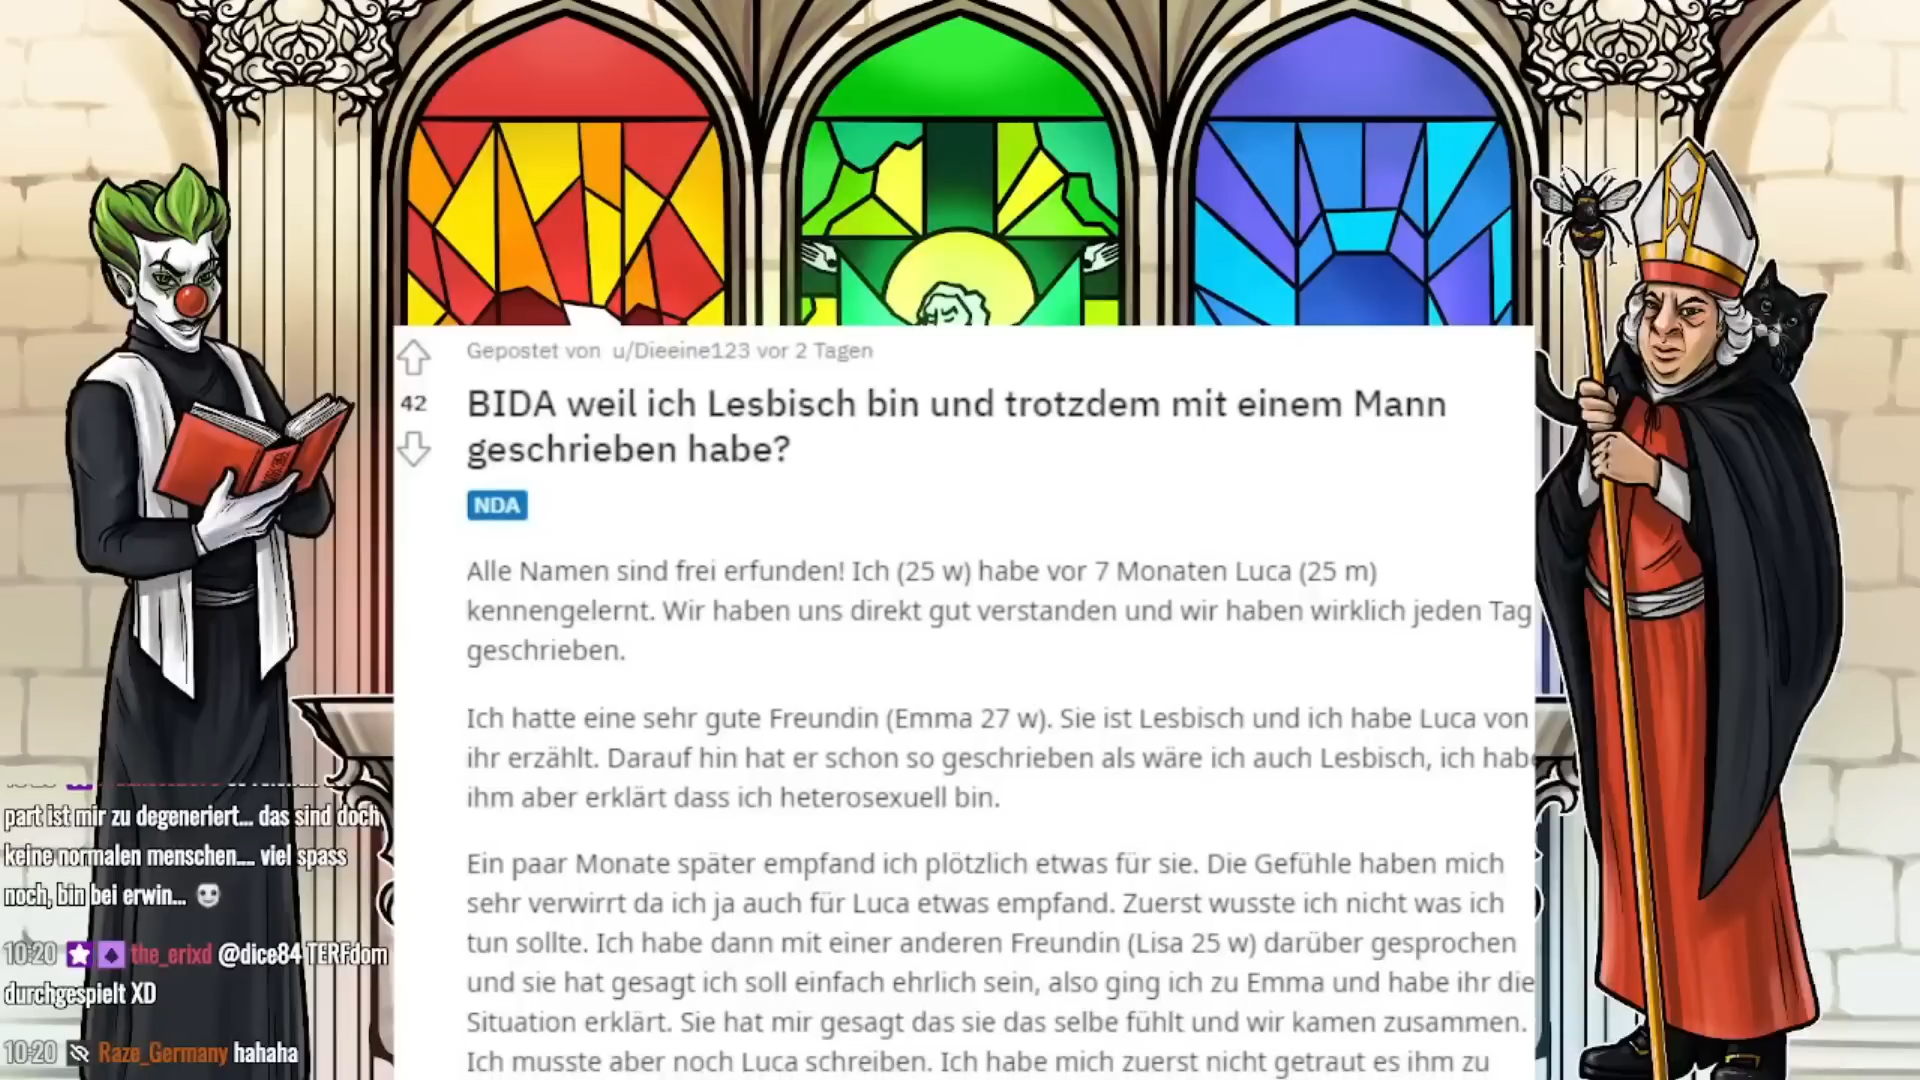 Gepostet von u/Dieeine123 vor 2 Tagen
42
BIDA weil ich Lesbisch bin und trotzdem mit einem Mann
geschrieben habe?
NDA
Alle Namen sind frei erfunden! Ich (25 w) habe vor 7 Monaten Luca (25 m)
kennengelernt. Wir haben uns direkt gut verstanden und wir haben wirklich jeden Tag
geschrieben.
Ich hatte eine sehr gute Freundin (Emma 27 w). Sie ist Lesbisch und ich habe Luca von
ihr erzählt. Darauf hin hat er schon so geschrieben als wäre ich auch Lesbisch, ich habe
ihm aber erklärt dass ich heterosexuell bin.
Ein paar Monate später empfand ich plötzlich etwas für sie. Die Gefühle haben mich
sehr verwirrt da ich ja auch für Luca etwas empfand. Zuerst wusste ich nicht was ich
tun sollte. Ich habe dann mit einer anderen Freundin (Lisa 25 w) darüber gesprochen
und sie hat gesagt ich soll einfach ehrlich sein, also ging ich zu Emma und habe ihr die
Situation erklärt. Sie hat mir gesagt das sie das selbe fühlt und wir kamen zusammen.
Ich musste aber noch Luca schreiben. Ich habe mich zuerst nicht getraut es ihm zu
part ist mir zu degeneriert... das sind doch
keine normalen menschen.... viel spass
noch, bin bei erwin...
10:20 the_erixd @dice84 TERFdom
durchgespielt XD
10:20 Raze_Germany hahaha